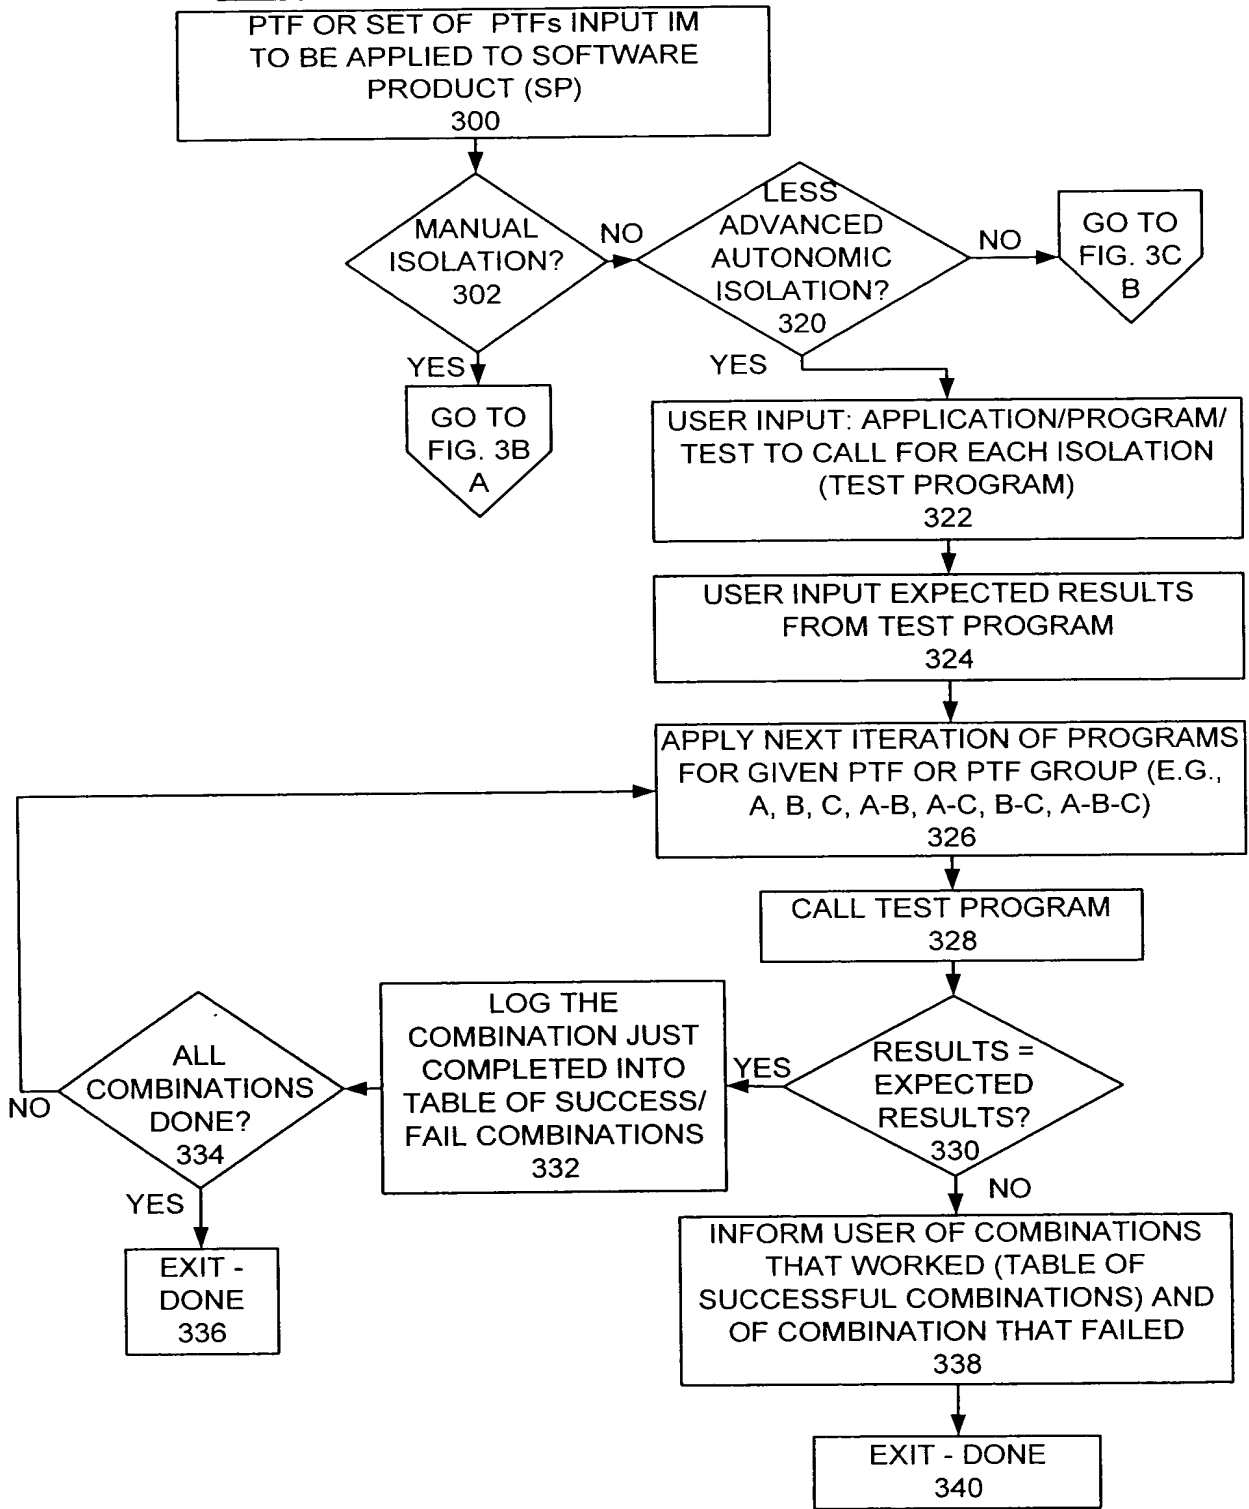 PTF OR SET OF PTFs INPUT IM
TO BE APPLIED TO SOFTWARE
PRODUCT (SP)
300
MANUAL
ISOLATION?
302
NO
LESS
ADVANCED
AUTONOMIC
ISOLATION?
320
NO
GO TO
FIG. 3C
B
YES
GO TO
FIG. 3B
A
YES
USER INPUT: APPLICATION/PROGRAM/
TEST TO CALL FOR EACH ISOLATION
(TEST PROGRAM)
322
USER INPUT EXPECTED RESULTS
FROM TEST PROGRAM
324
APPLY NEXT ITERATION OF PROGRAMS
FOR GIVEN PTF OR PTF GROUP (E.G.,
A, B, C, A-B, A-C, B-C, A-B-C)
326
CALL TEST PROGRAM
328
RESULTS =
EXPECTED
RESULTS?
330
YES
LOG THE
COMBINATION JUST
COMPLETED INTO
TABLE OF SUCCESS/
FAIL COMBINATIONS
332
ALL
COMBINATIONS
DONE?
334
NO
YES
EXIT -
DONE
336
NO
INFORM USER OF COMBINATIONS
THAT WORKED (TABLE OF
SUCCESSFUL COMBINATIONS) AND
OF COMBINATION THAT FAILED
338
EXIT - DONE
340